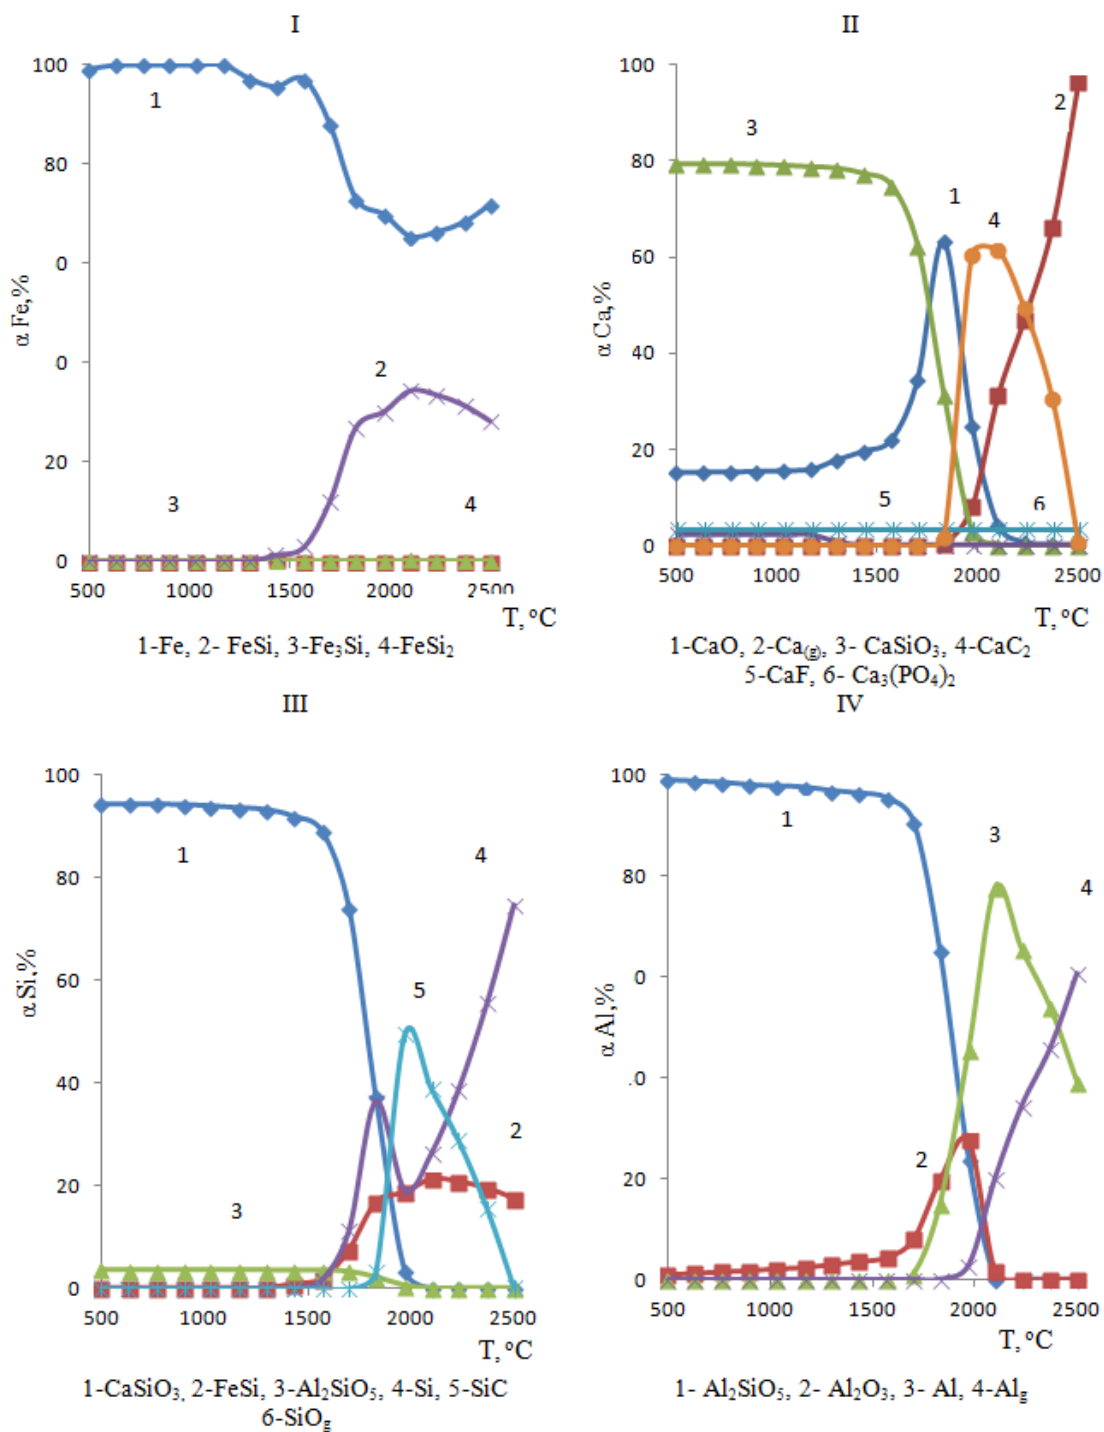 I
100
80
0
0
20
0
α Fe,%
1
2
3
4
500 1000 1500 2000 2500
T, °C
1-Fe, 2- FeSi, 3-Fe₃Si, 4-FeSi₂
II
100
80
60
40
20
0
α Ca,%
3
2
1
4
5
6
500 1000 1500 2000 2500
T, °C
1-CaO, 2-Ca₍g₎, 3- CaSiO₃, 4-CaC₂
5-CaF, 6- Ca₃(PO₄)₂
III
100
80
60
40
20
0
α Si,%
1
4
5
2
3
500 1000 1500 2000 2500
T, °C
1-CaSiO₃, 2-FeSi, 3-Al₂SiO₅, 4-Si, 5-SiC
6-SiOg
IV
100
80
0
.0
20
0
α Al,%
1
3
4
2
500 1000 1500 2000 2500
T, °C
1- Al₂SiO₅, 2- Al₂O₃, 3- Al, 4-Alg